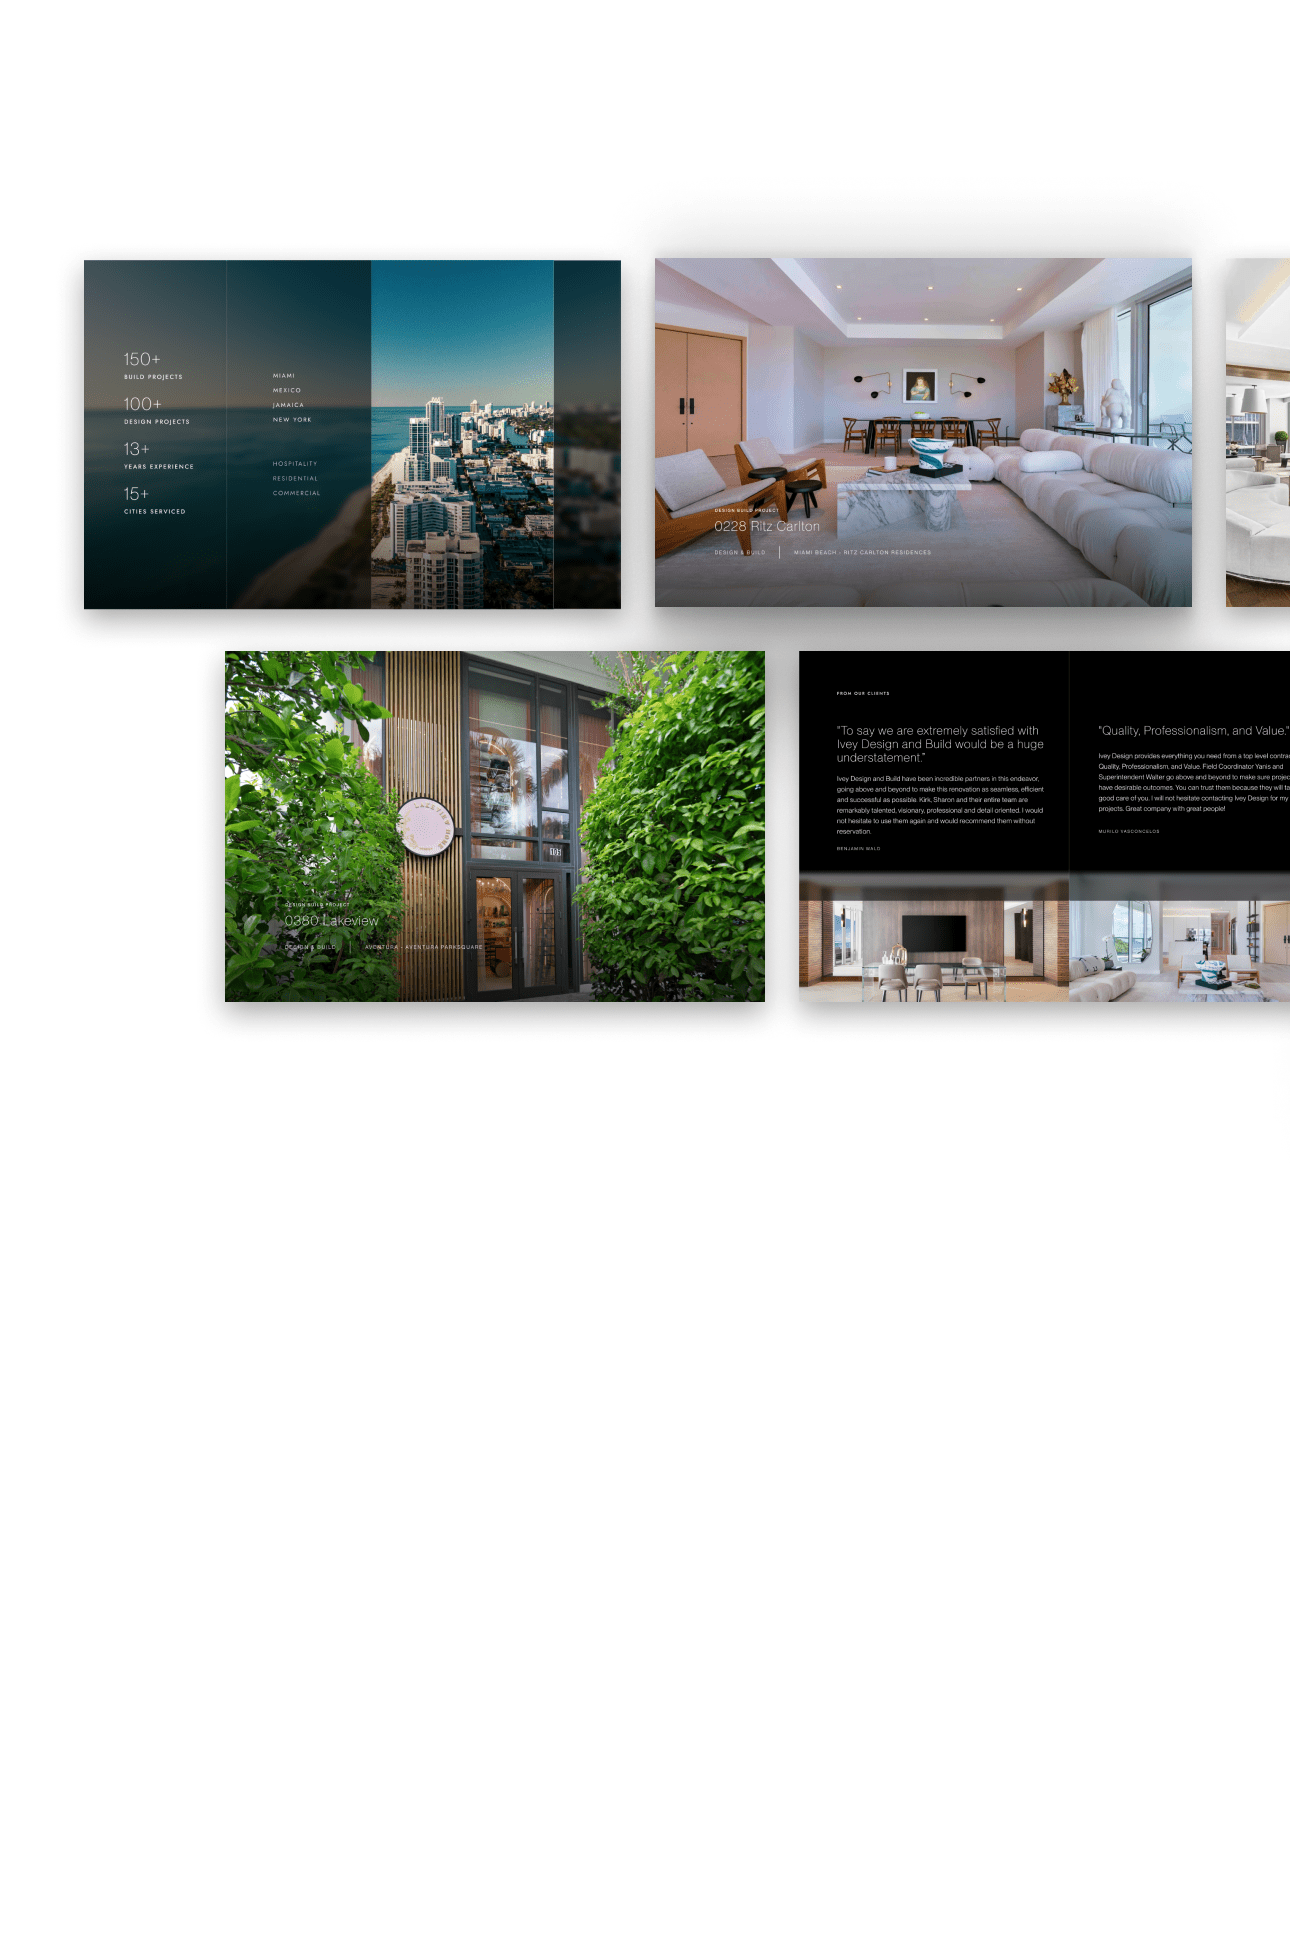 150+
BUILD PROJECTS
100+
DESIGN PROJECTS
13+
YEARS EXPERIENCE
15+
CITIES SERVICED
MIAMI
MEXICO
JAMAICA
NEW YORK
HOSPITALITY
RESIDENTIAL
COMMERCIAL
DESIGN BUILD PROJECT
0228 Ritz Carlton
DESIGN & BUILD
MIAMI BEACH - RITZ CARLTON RESIDENCES
105
DESIGN BUILD PROJECT
0380 Lakeview
DESIGN & BUILD
AVENTURA - AVENTURA PARKSQUARE
FROM OUR CLIENTS
"To say we are extremely satisfied with
Ivey Design and Build would be a huge
understatement."
Ivey Design and Build have been incredible partners in this endeavor,
going above and beyond to make this renovation as seamless, efficient
and successful as possible. Kirk, Sharon and their entire team are
remarkably talented, visionary, professional and detail oriented. I would
not hesitate to use them again and would recommend them without
reservation.
BENJAMIN WALD
"Quality, Professionalism, and Value."
Ivey Design provides everything you need from a top level
Quality, Professionalism, and Value. Field Coordinator Yanis and
Superintendent Walter go above and beyond to make sure
have desirable outcomes. You can trust them because they will
good care of you. I will not hesitate contacting Ivey Design for my
projects. Great company with great people!
MURILO VASCONCELOS